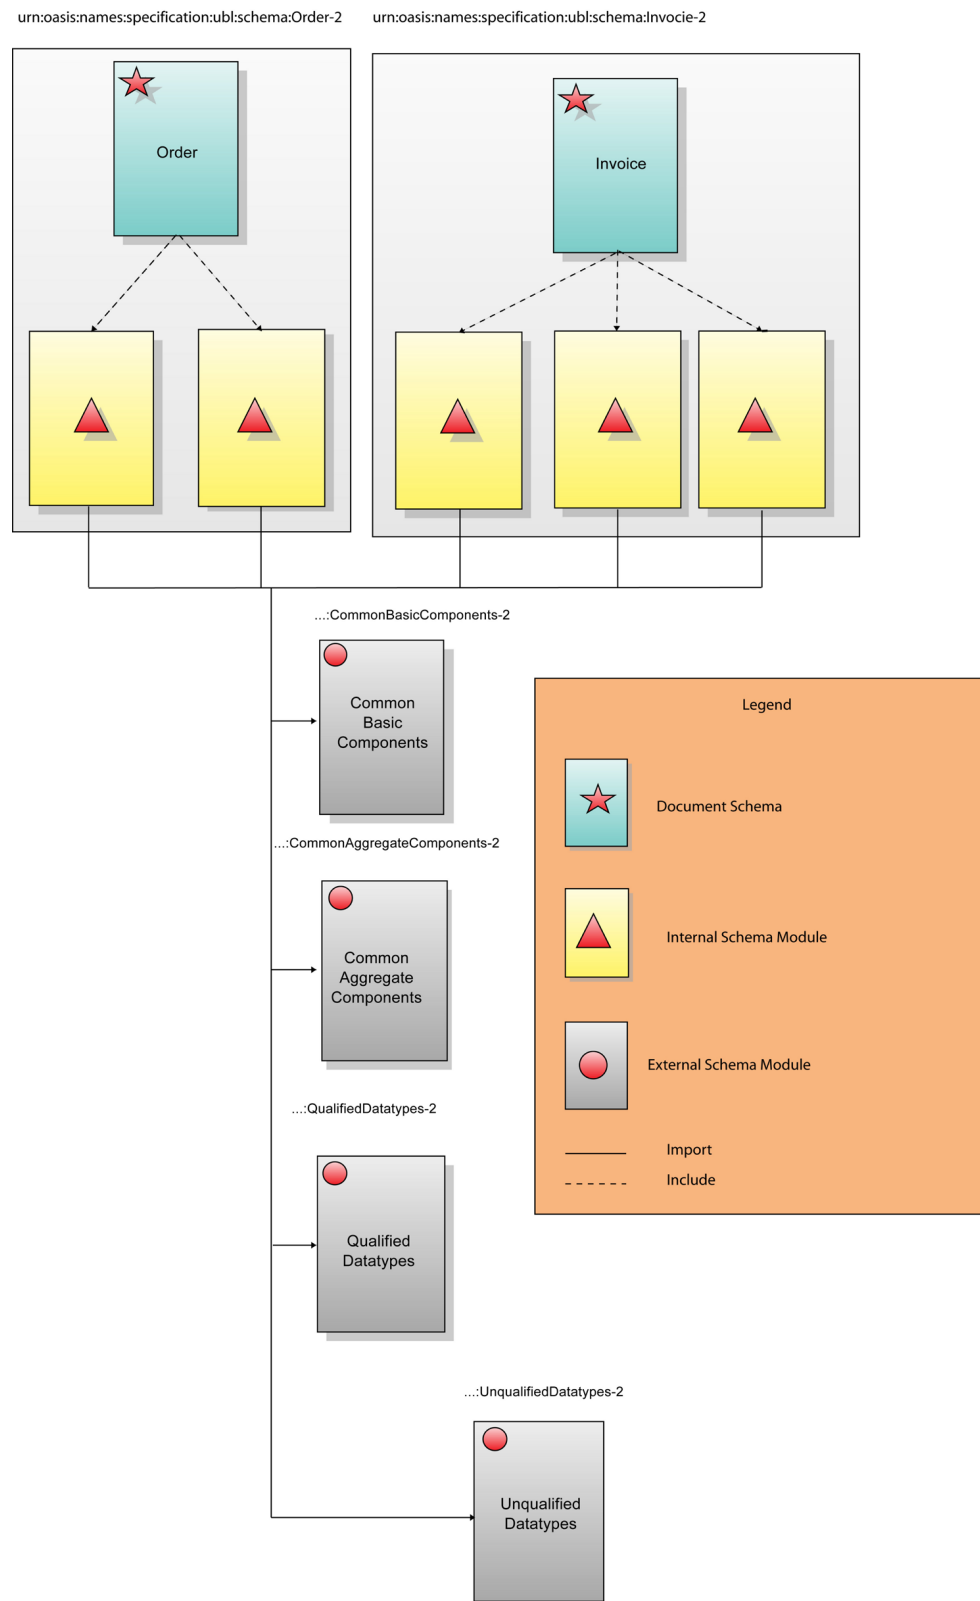 urn:oasis:names:specification:ubl:schema:Order-2
urn:oasis:names:specification:ubl:schema:Invocie-2
Order
Invoice
...:CommonBasicComponents-2
Common
Basic
Components
...:CommonAggregateComponents-2
Common
Aggregate
Components
...:QualifiedDatatypes-2
Qualified
Datatypes
...:UnqualifiedDatatypes-2
Unqualified
Datatypes
Legend
Document Schema
Internal Schema Module
External Schema Module
Import
Include